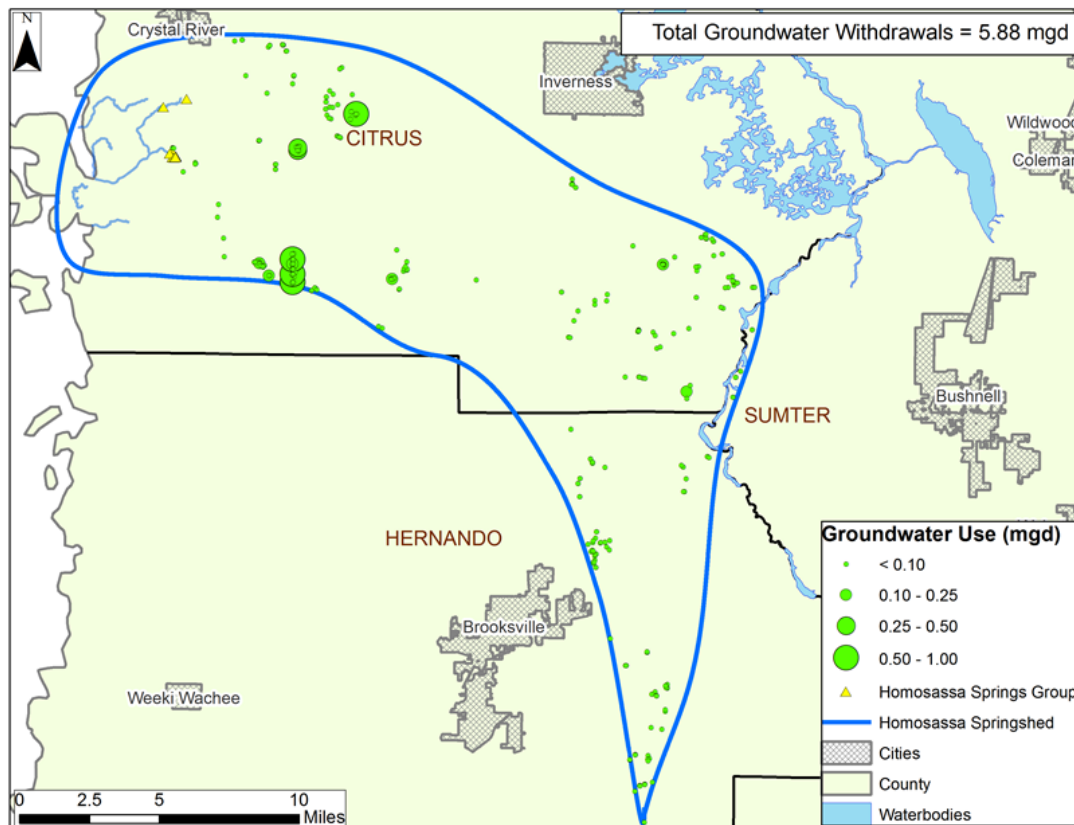 N
Crystal River
Total Groundwater Withdrawals = 5.88 mgd
Inverness
Wildwood
Coleman
CITRUS
Bushnell
SUMTER
HERNANDO
Brooksville
Weeki Wachee
Groundwater Use (mgd)
< 0.10
0.10 - 0.25
0.25 - 0.50
0.50 - 1.00
Homosassa Springs Group
Homosassa Springshed
Cities
County
Waterbodies
0 2.5 5 10
Miles